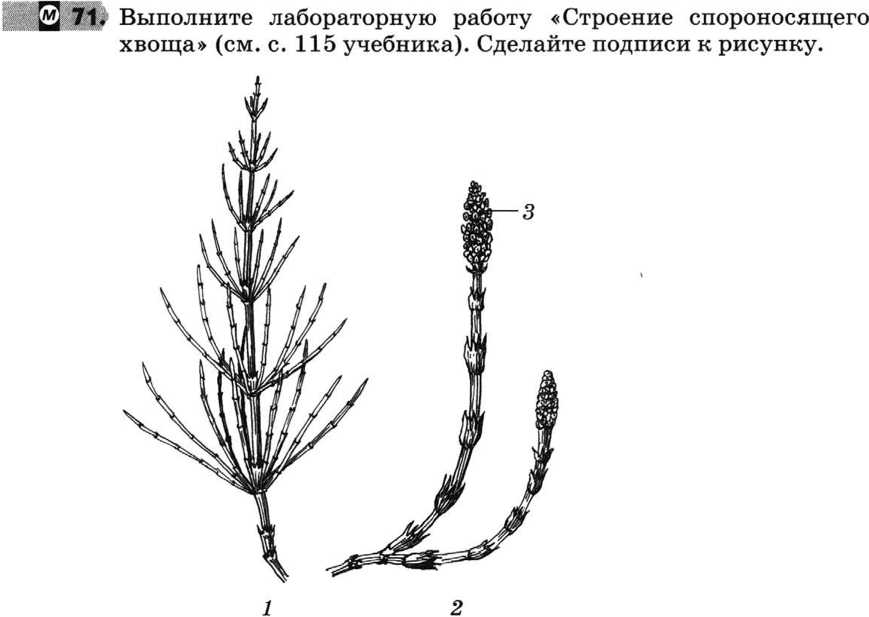 М 71. Выполните лабораторную работу «Строение спороносящего
хвоща» (см. с. 115 учебника). Сделайте подписи к рисунку.
3
1 2